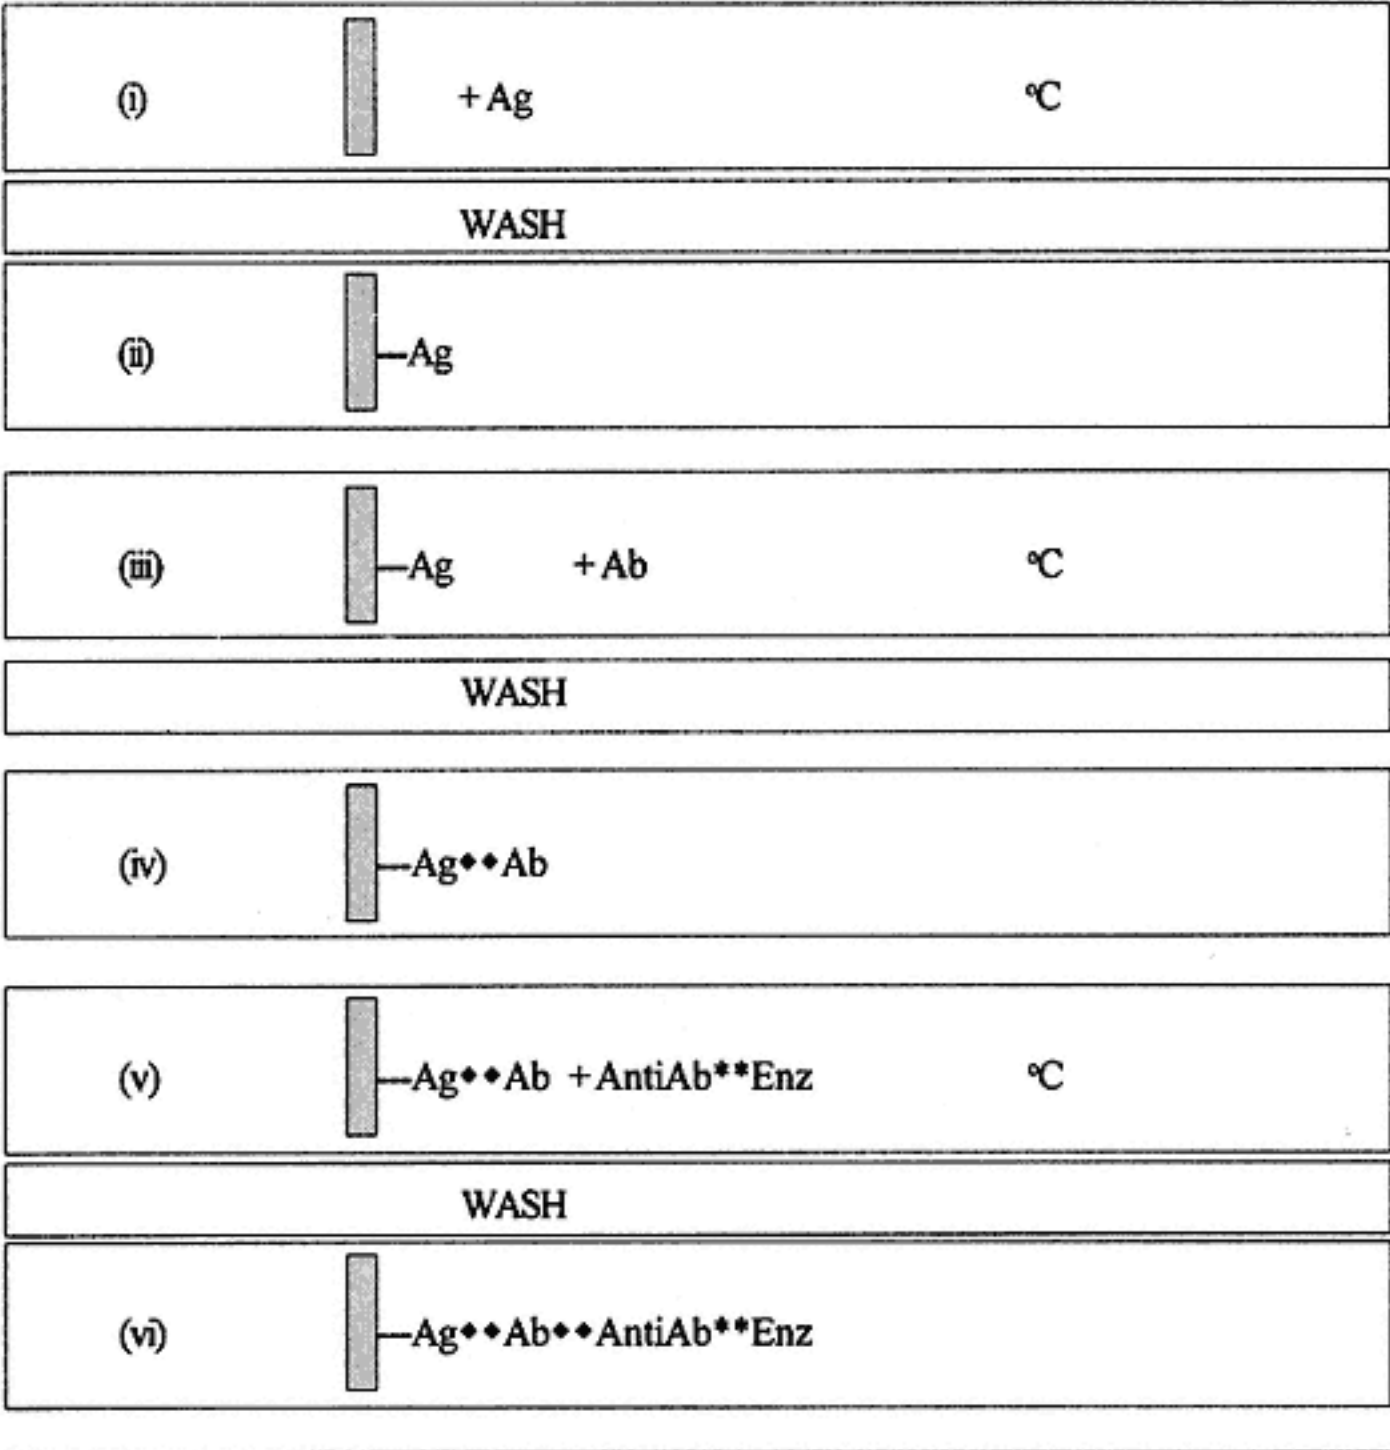 (i) + Ag °C
WASH
(ii) Ag
(iii) Ag + Ab °C
WASH
(iv) Ag◆◆Ab
(v) Ag◆◆Ab + AntiAb**Enz °C
WASH
(vi) Ag◆◆Ab◆◆AntiAb**Enz